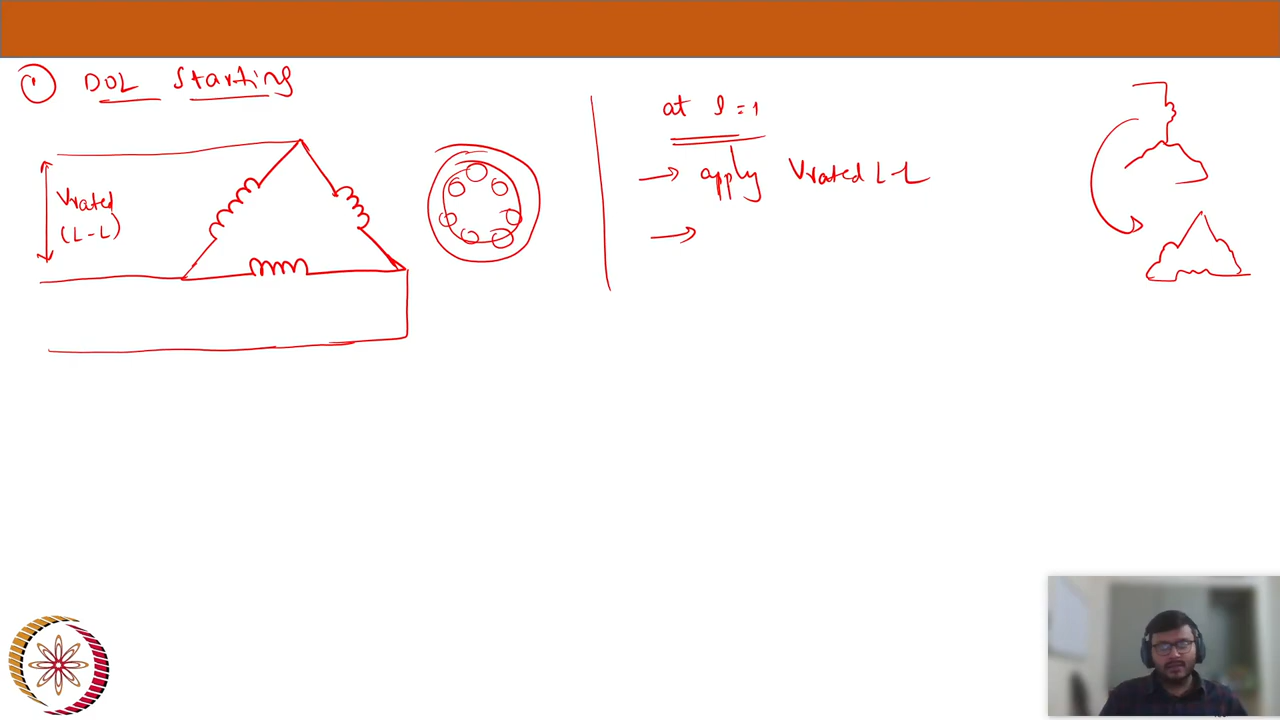 ① DOL Starting
Vrated
(L-L)
at s=1
→ apply Vrated L-L
→